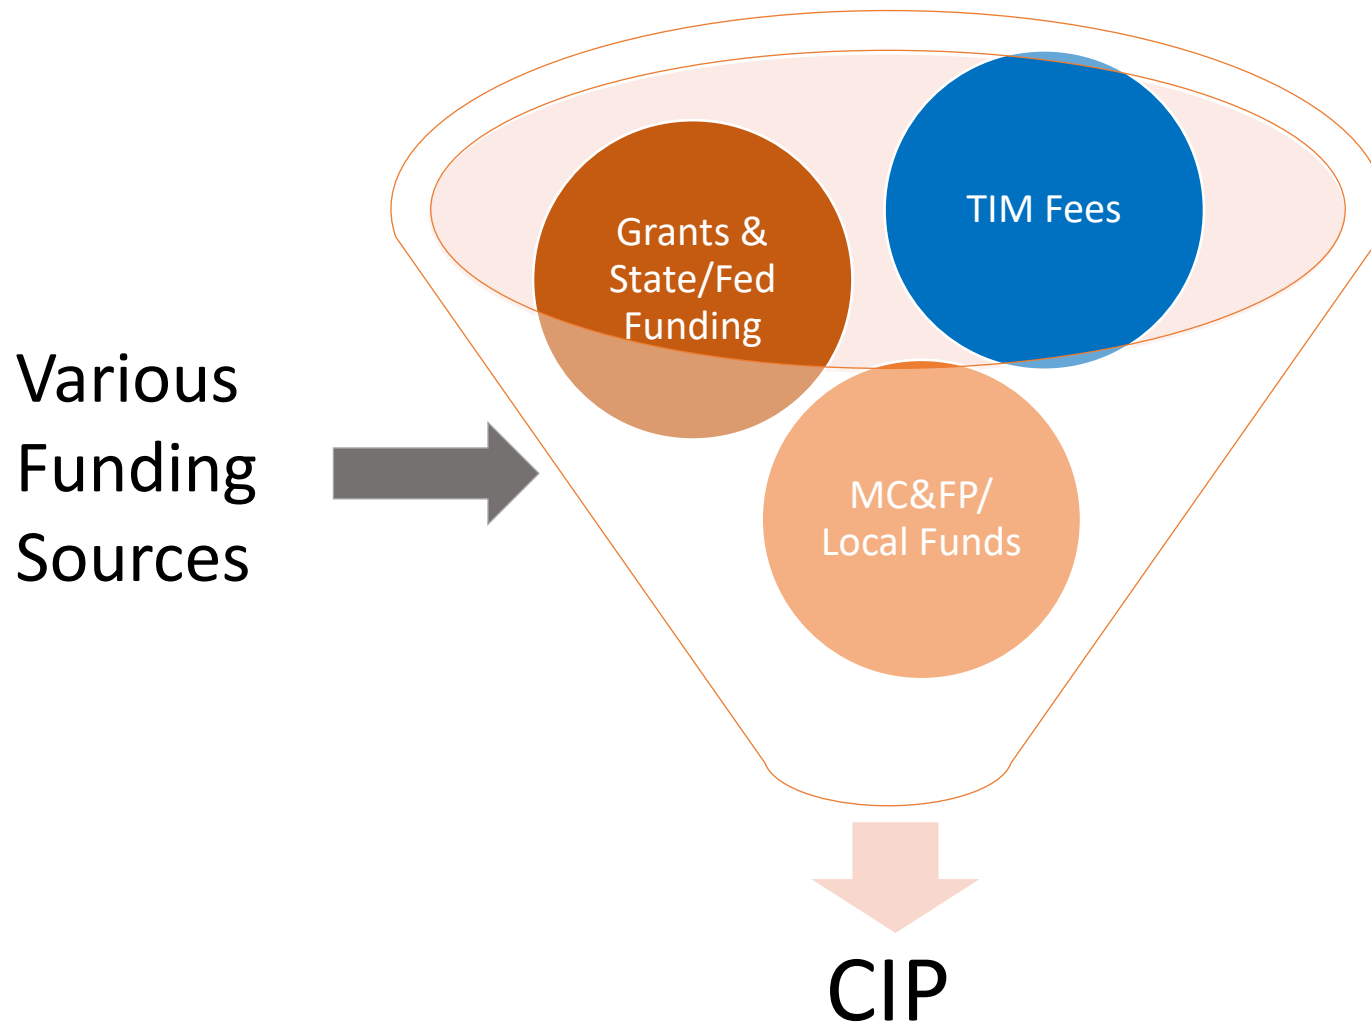 Various
Funding
Sources
Grants &
State/Fed
Funding
TIM Fees
MC&FP/
Local Funds
CIP